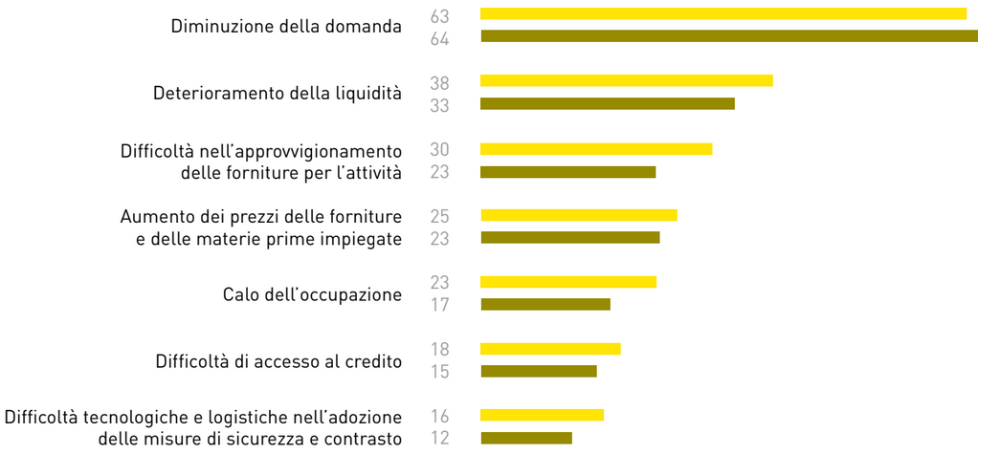 Diminuzione della domanda
63
64
Deterioramento della liquidità
38
33
Difficoltà nell'approvvigionamento
delle forniture per l'attività
30
23
Aumento dei prezzi delle forniture
e delle materie prime impiegate
25
23
Calo dell'occupazione
23
17
Difficoltà di accesso al credito
18
15
Difficoltà tecnologiche e logistiche nell'adozione
delle misure di sicurezza e contrasto
16
12